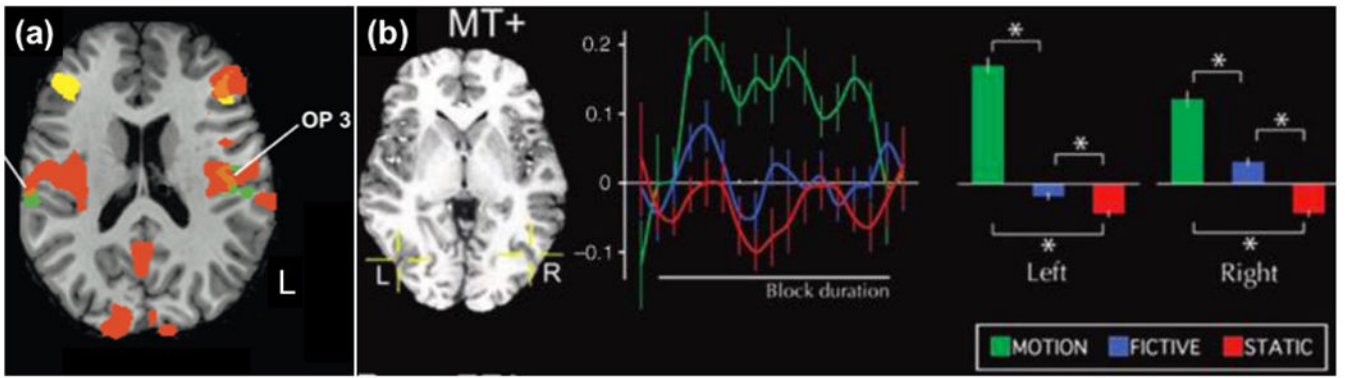 (a)
OP 3
L
(b)
MT+
L
R
0.2
0.1
0
−0.1
Block duration
*
*
*
Left
*
*
*
Right
MOTION FICTIVE STATIC